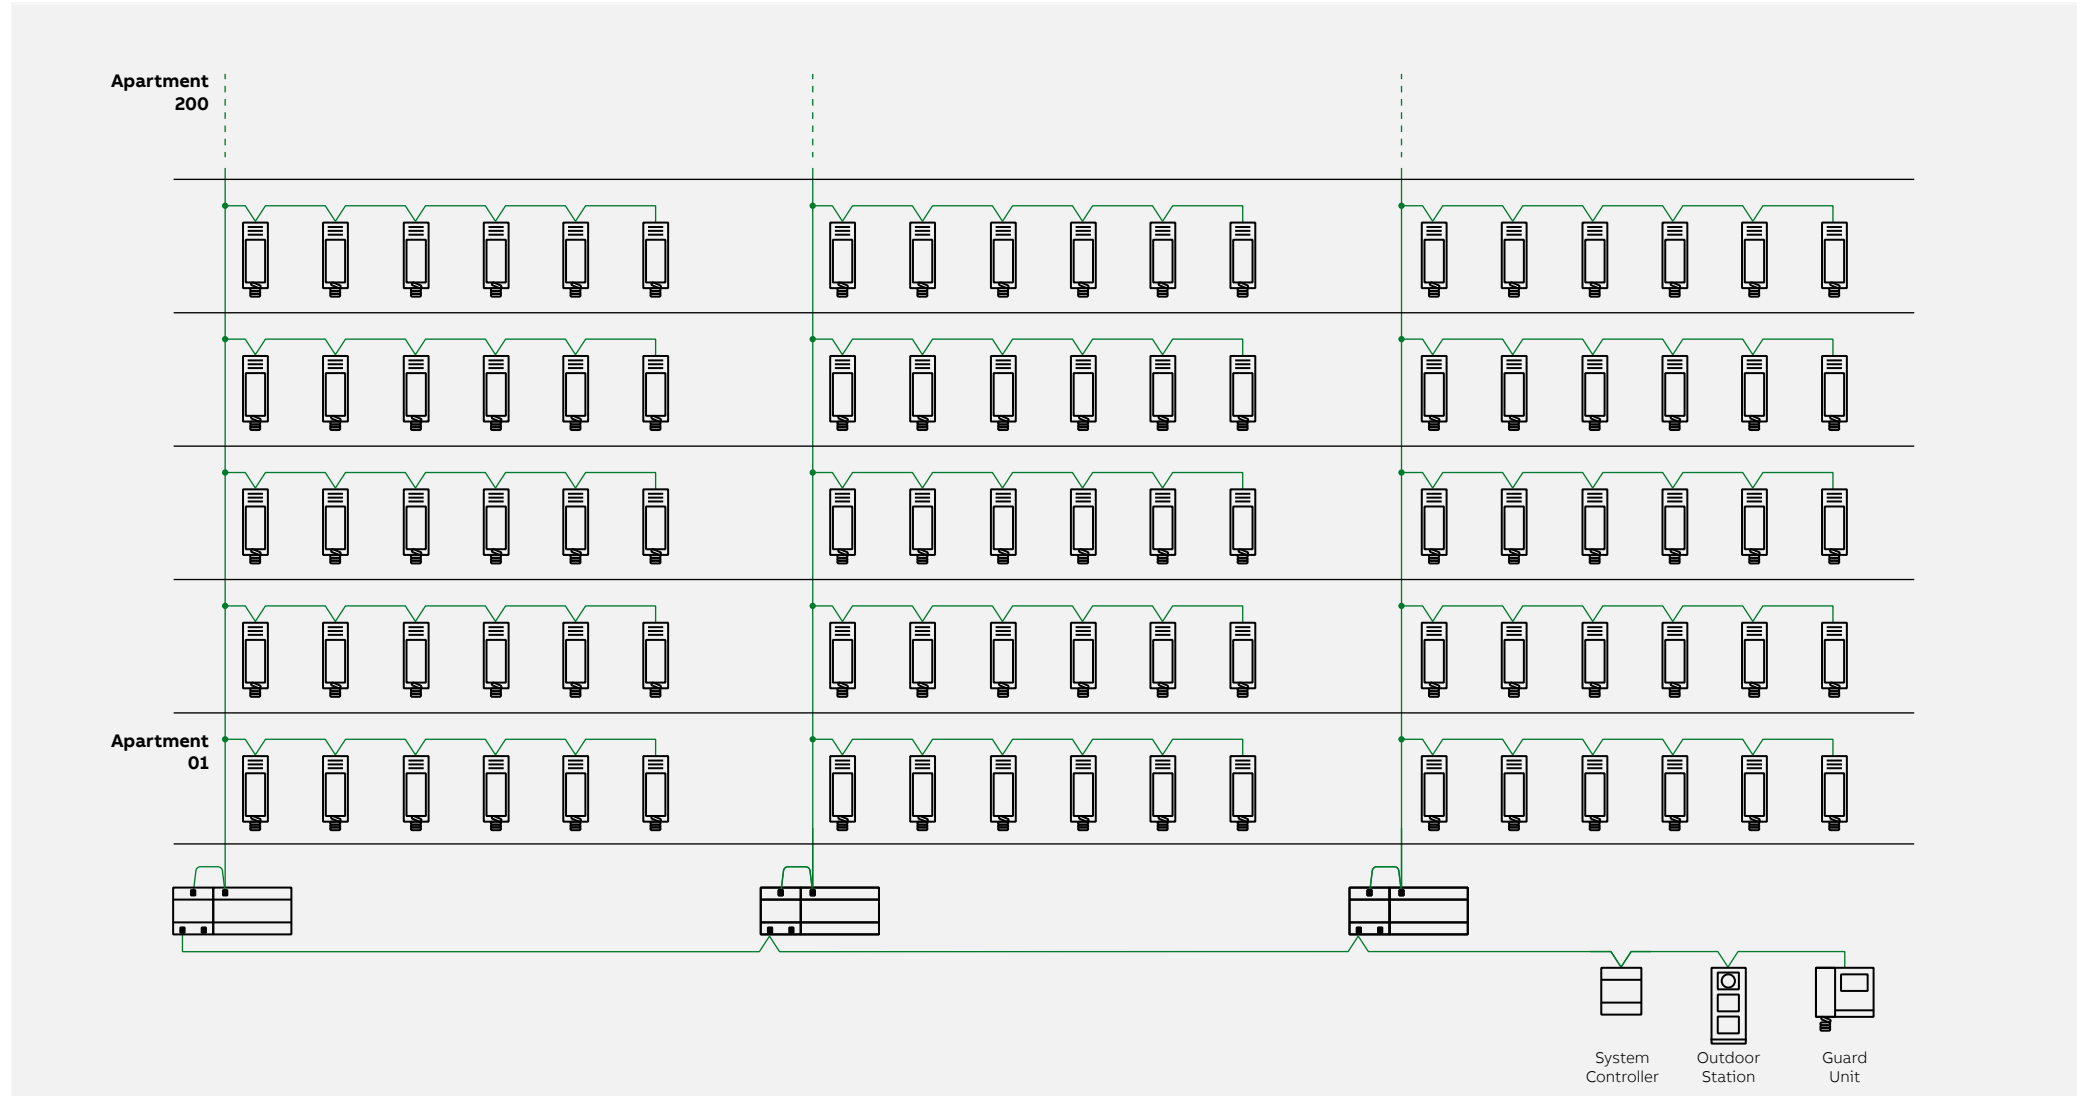 Apartment
200
Apartment
01
System
Controller
Outdoor
Station
Guard
Unit